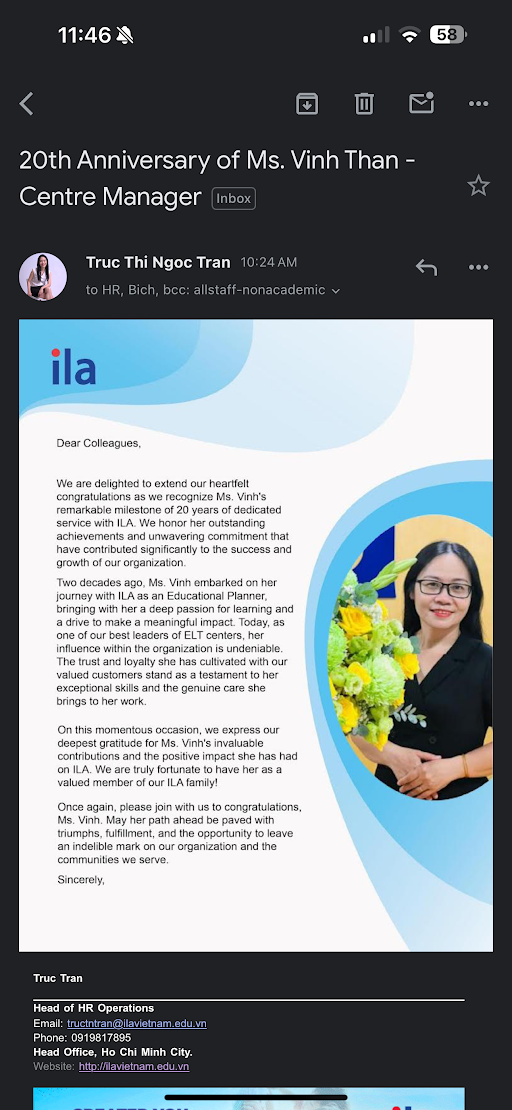 11:46
58
20th Anniversary of Ms. Vinh Than -
Centre Manager Inbox
Truc Thi Ngoc Tran 10:24 AM
to HR, Bich, bcc: allstaff-nonacademic
ila
Dear Colleagues,
We are delighted to extend our heartfelt
congratulations as we recognize Ms. Vinh's
remarkable milestone of 20 years of dedicated
service with ILA. We honor her outstanding
achievements and unwavering commitment that
have contributed significantly to the success and
growth of our organization.
Two decades ago, Ms. Vinh embarked on her
journey with ILA as an Educational Planner,
bringing with her a deep passion for learning and
a drive to make a meaningful impact. Today, as
one of our best leaders of ELT centers, her
influence within the organization is undeniable.
The trust and loyalty she has cultivated with our
valued customers stand as a testament to her
exceptional skills and the genuine care she
brings to her work.
On this momentous occasion, we express our
deepest gratitude for Ms. Vinh's invaluable
contributions and the positive impact she has had
on ILA. We are truly fortunate to have her as a
valued member of our ILA family!
Once again, please join with us to congratulations,
Ms. Vinh. May her path ahead be paved with
triumphs, fulfillment, and the opportunity to leave
an indelible mark on our organization and the
communities we serve.
Sincerely,
Truc Tran
Head of HR Operations
Email: tructntran@ilavietnam.edu.vn
Phone: 0919817895
Head Office, Ho Chi Minh City.
Website: http://ilavietnam.edu.vn